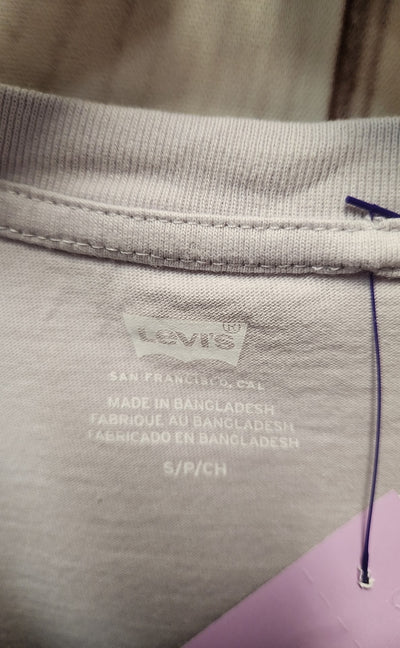 Levi's®
SAN FRANCISCO, CAL
MADE IN BANGLADESH
FABRIQUE AU BANGLADESH
FABRICADO EN BANGLADESH
S/P/CH